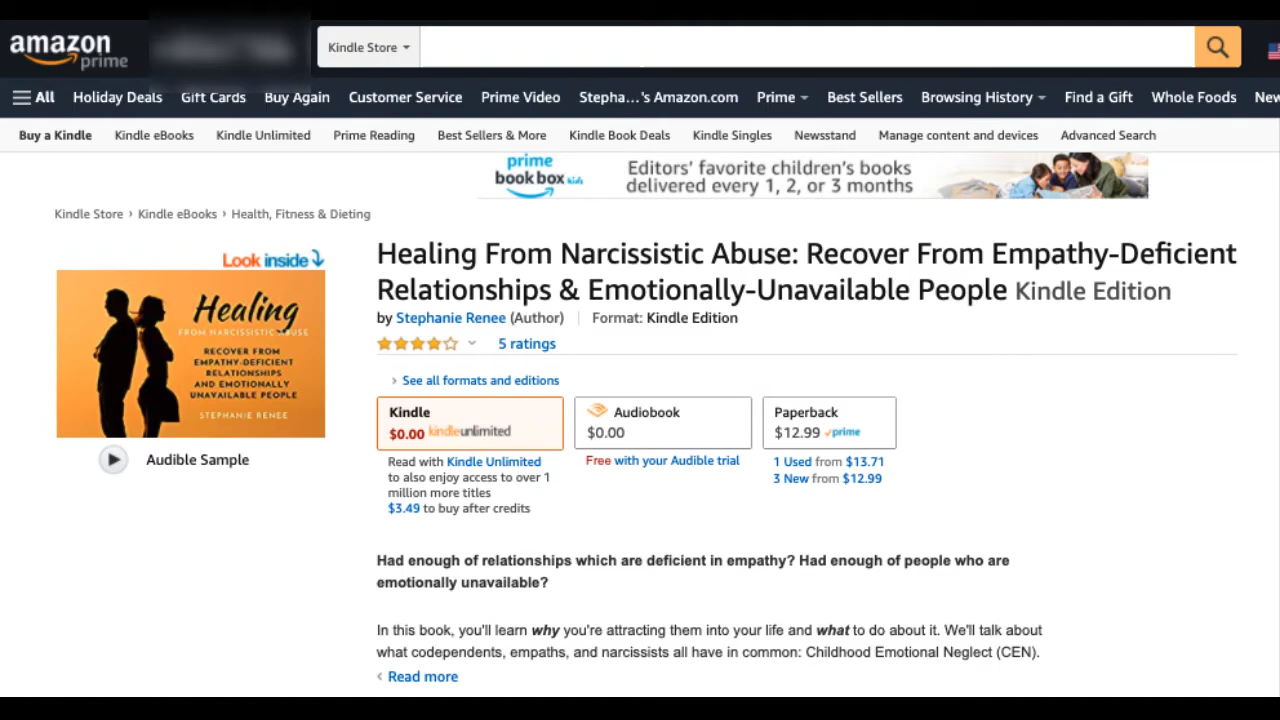 amazon
prime
Kindle Store
All Holiday Deals Gift Cards Buy Again Customer Service Prime Video Stepha...'s Amazon.com Prime Best Sellers Browsing History Find a Gift Whole Foods New
Buy a Kindle Kindle eBooks Kindle Unlimited Prime Reading Best Sellers & More Kindle Book Deals Kindle Singles Newsstand Manage content and devices Advanced Search
prime
book box kids
Editors' favorite children's books
delivered every 1, 2, or 3 months
Kindle Store › Kindle eBooks › Health, Fitness & Dieting
Look inside
Healing
FROM NARCISSISTIC ABUSE
RECOVER FROM
EMPATHY-DEFICIENT
RELATIONSHIPS
AND EMOTIONALLY
UNAVAILABLE PEOPLE
STEPHANIE RENEE
Audible Sample
Healing From Narcissistic Abuse: Recover From Empathy-Deficient
Relationships & Emotionally-Unavailable People Kindle Edition
by Stephanie Renee (Author) | Format: Kindle Edition
5 ratings
› See all formats and editions
Kindle
$0.00 kindleunlimited
Read with Kindle Unlimited
to also enjoy access to over 1
million more titles
$3.49 to buy after credits
Audiobook
$0.00
Free with your Audible trial
Paperback
$12.99 prime
1 Used from $13.71
3 New from $12.99
Had enough of relationships which are deficient in empathy? Had enough of people who are
emotionally unavailable?
In this book, you'll learn why you're attracting them into your life and what to do about it. We'll talk about
what codependents, empaths, and narcissists all have in common: Childhood Emotional Neglect (CEN).
‹ Read more